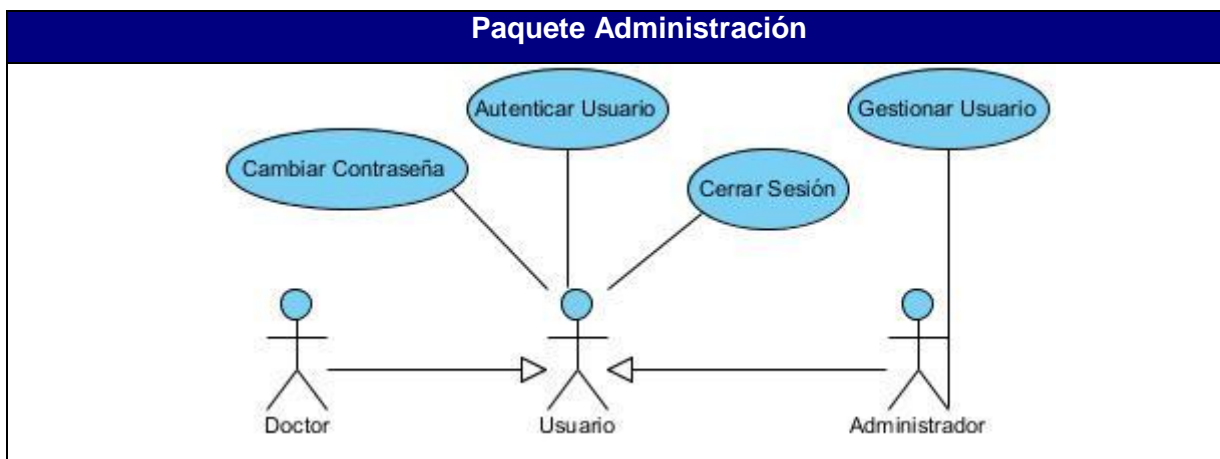 Paquete Administración
Autenticar Usuario
Gestionar Usuario
Cambiar Contraseña
Cerrar Sesión
Doctor
Usuario
Administrador